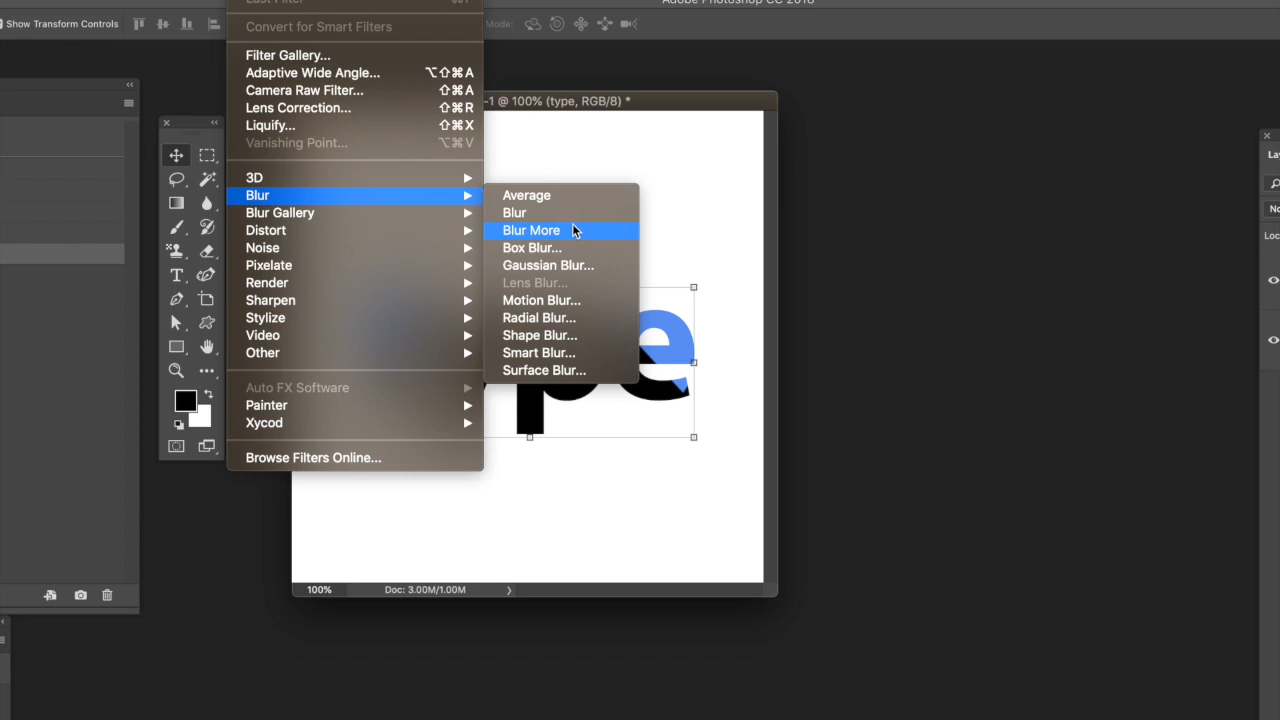 Adobe Photoshop CC 2018
Last Filter
Show Transform Controls
Mode:
Convert for Smart Filters
Filter Gallery...
Adaptive Wide Angle... ⌥⇧⌘A
Camera Raw Filter... ⇧⌘A
Lens Correction... ⇧⌘R
Liquify... ⇧⌘X
Vanishing Point... ⌥⌘V
3D
Blur
Blur Gallery
Distort
Noise
Pixelate
Render
Sharpen
Stylize
Video
Other
Auto FX Software
Painter
Xycod
Browse Filters Online...
Average
Blur
Blur More
Box Blur...
Gaussian Blur...
Lens Blur...
Motion Blur...
Radial Blur...
Shape Blur...
Smart Blur...
Surface Blur...
-1 @ 100% (type, RGB/8) *
pe
100% Doc: 3.00M/1.00M